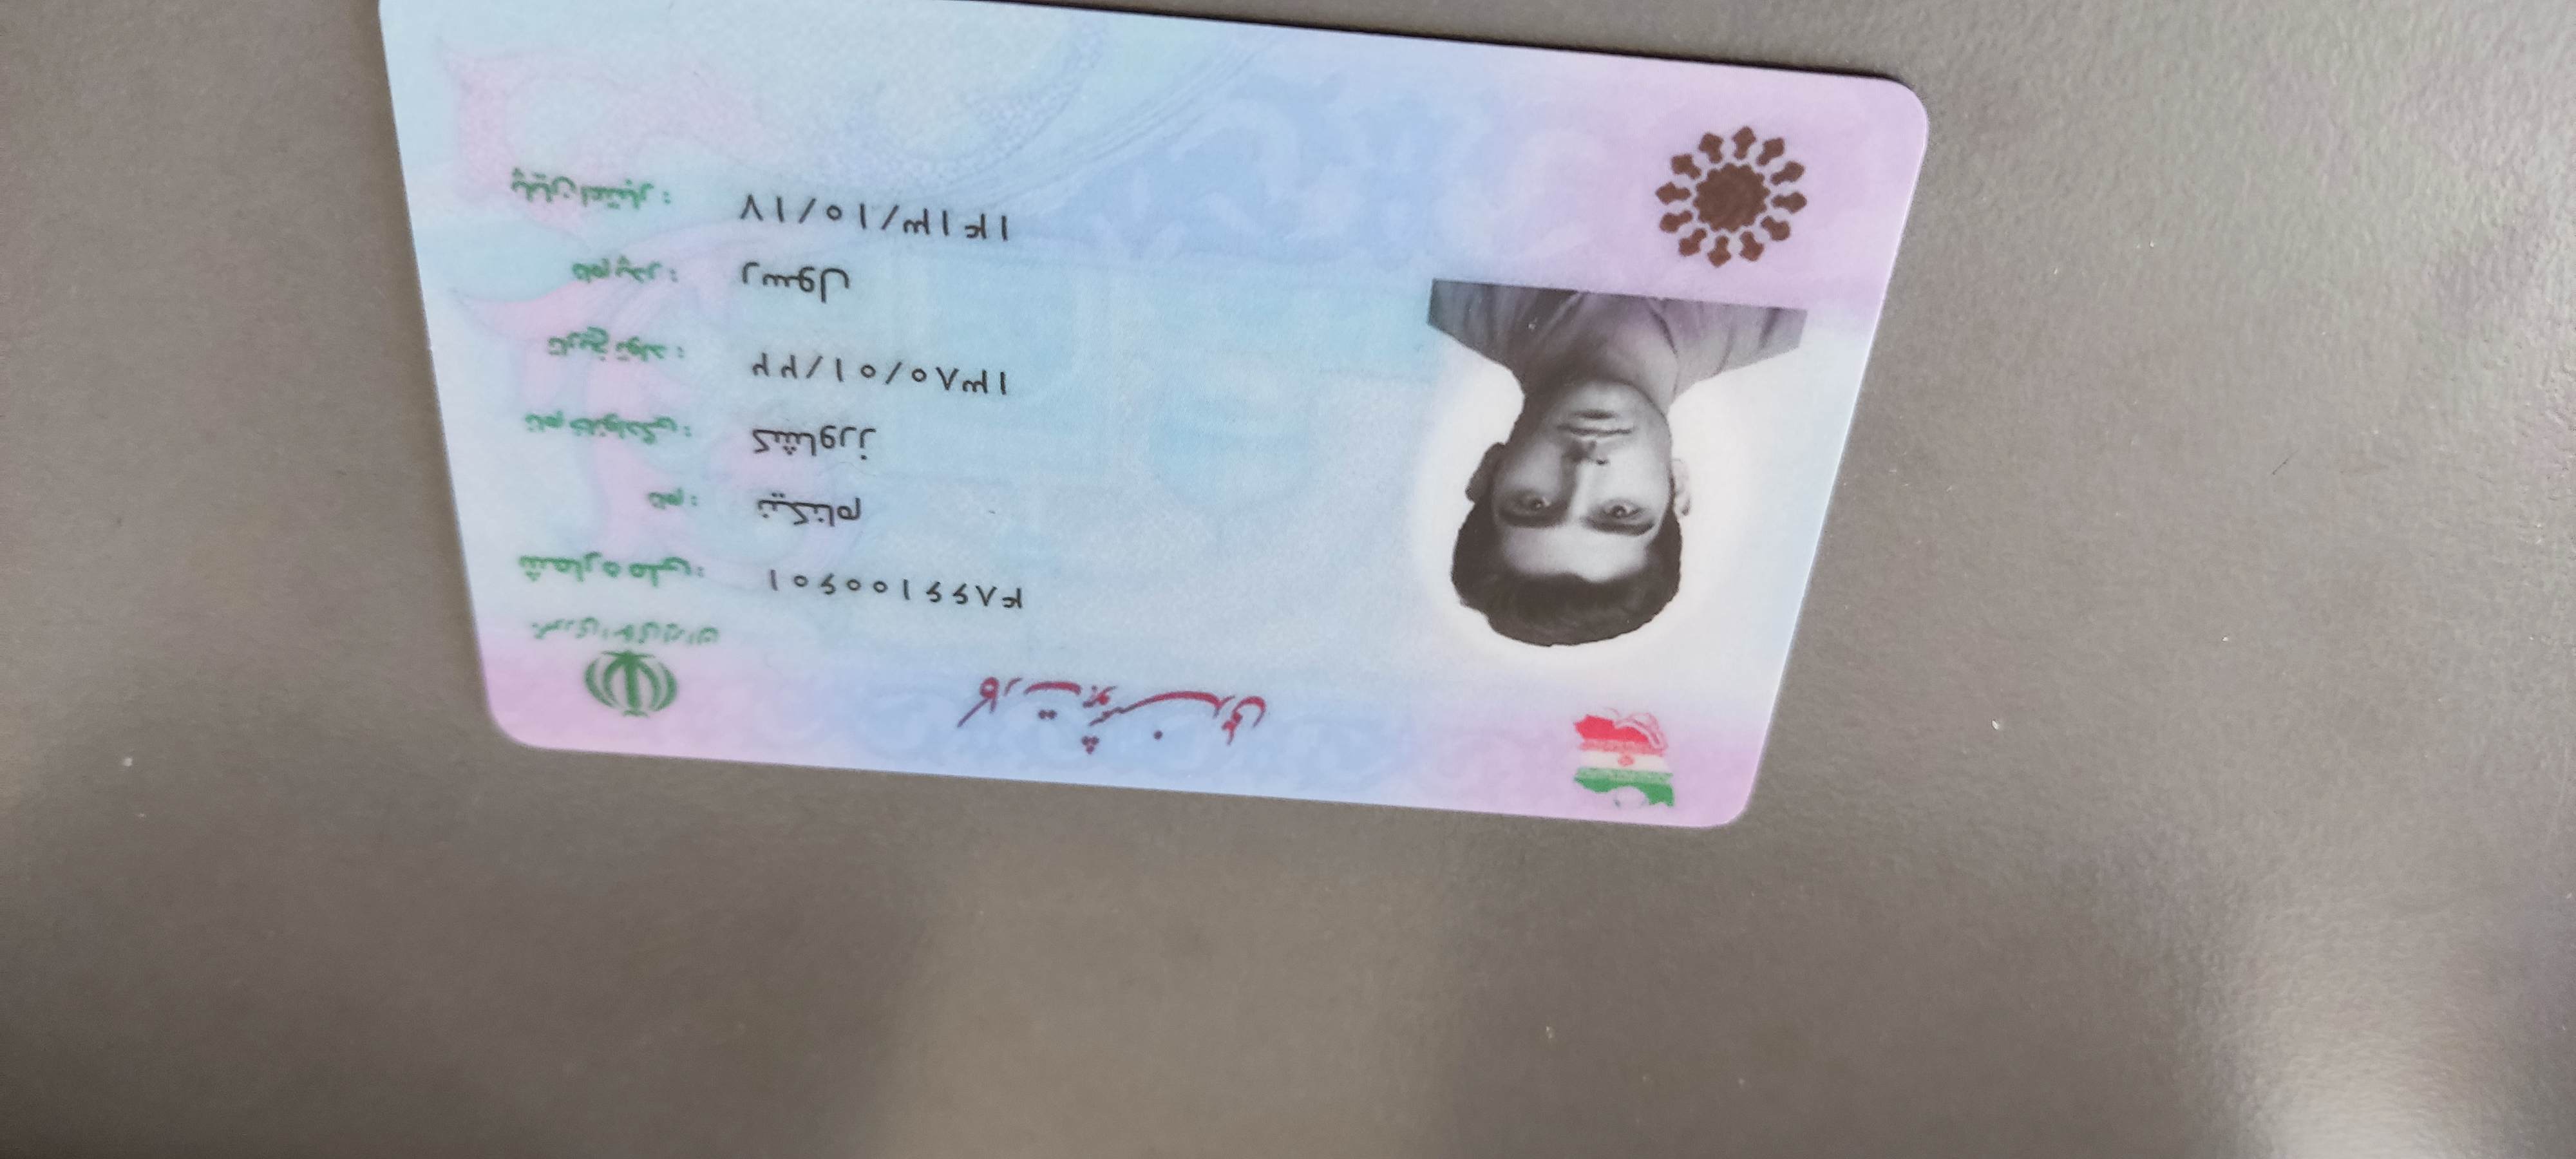 کارت هوشمند ملی
جمهوری اسلامی ایران
شماره ملی: ۴۸۶۶۱۰۰۶۰۱
نام: نیکنام
نام خانوادگی: کشاورز
تاریخ تولد: ۱۳۸۰/۰۱/۲۲
نام پدر: رسول
پایان اعتبار: ۱۴۱۳/۱۰/۱۷